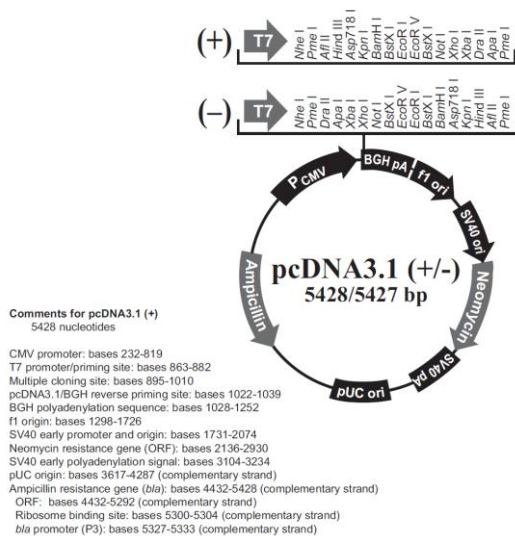 (+) T7 Nhe I Pme I Afl II Hind III Asp718 I Kpn I BamH I BstX I EcoR I EcoR V BstX I Not I Xho I Xba I Dra II Apa I Pme I
(–) T7 Nhe I Pme I Dra II Apa I Xba I Xho I Not I BstX I EcoR V EcoR I BstX I BamH I Asp718 I Kpn I Hind III Afl II Pme I
P CMV
BGH pA
f1 ori
SV40 ori
Neomycin
SV40 pA
pUC ori
Ampicillin
pcDNA3.1 (+/-)
5428/5427 bp
Comments for pcDNA3.1 (+)
5428 nucleotides
CMV promoter: bases 232-819
T7 promoter/priming site: bases 863-882
Multiple cloning site: bases 895-1010
pcDNA3.1/BGH reverse priming site: bases 1022-1039
BGH polyadenylation sequence: bases 1028-1252
f1 origin: bases 1298-1726
SV40 early promoter and origin: bases 1731-2074
Neomycin resistance gene (ORF): bases 2136-2930
SV40 early polyadenylation signal: bases 3104-3234
pUC origin: bases 3617-4287 (complementary strand)
Ampicillin resistance gene (bla): bases 4432-5428 (complementary strand)
ORF: bases 4432-5292 (complementary strand)
Ribosome binding site: bases 5300-5304 (complementary strand)
bla promoter (P3): bases 5327-5333 (complementary strand)